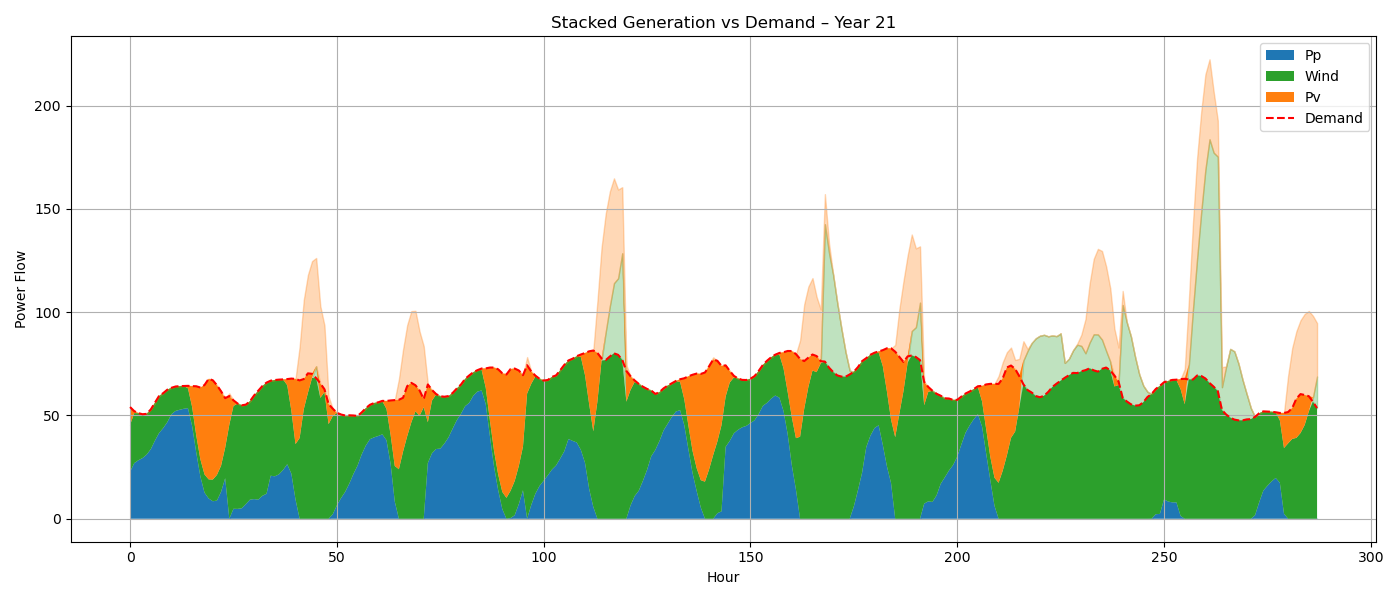 Stacked Generation vs Demand – Year 21
Power Flow
200
150
100
50
0
0 50 100 150 200 250 300
Hour
Pp
Wind
Pv
Demand